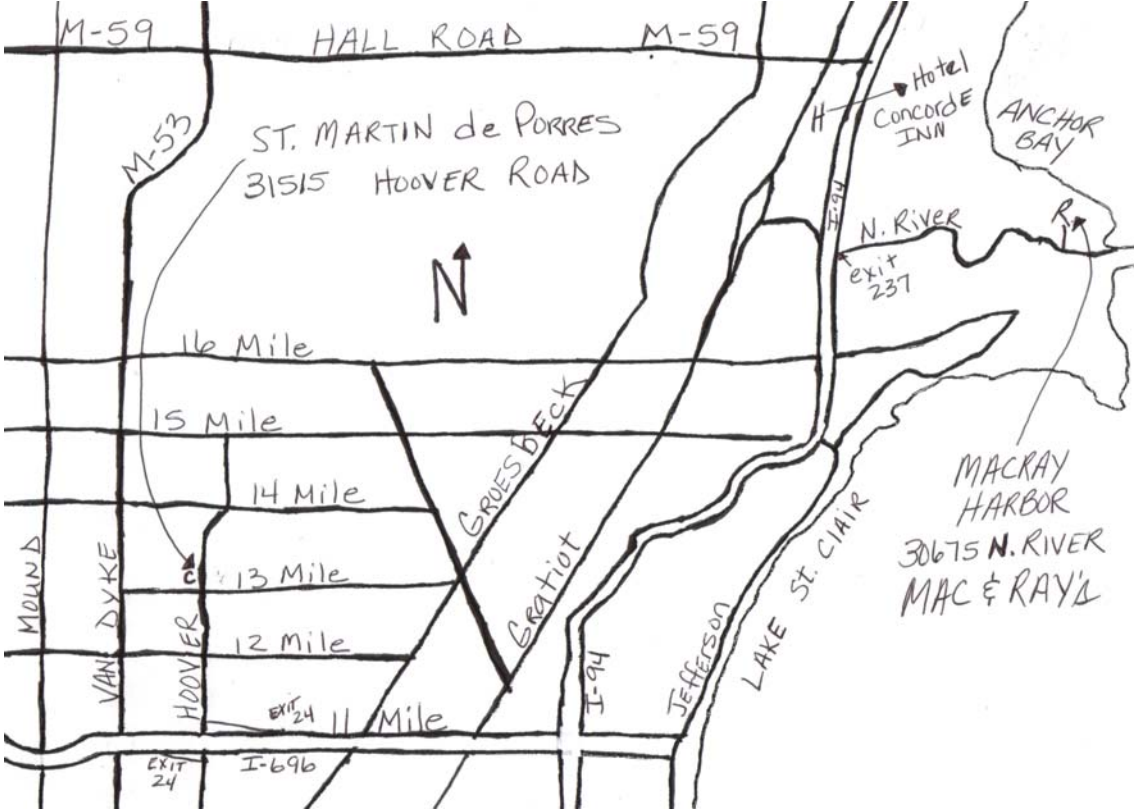 M-59
HALL ROAD
M-59
M-53
ST. MARTIN de PORRES
31515 HOOVER ROAD
N
H
Hotel
Concorde
INN
ANCHOR
BAY
I-94
N. RIVER
R
exit
237
16 Mile
15 Mile
14 Mile
GROESBECK
Gratiot
C
13 Mile
12 Mile
MOUND
VAN DYKE
HOOVER
EXIT
24
11 Mile
EXIT
24
I-696
I-94
Jefferson
LAKE St. CLAIR
MACRAY
HARBOR
30675 N. RIVER
MAC & RAY'S